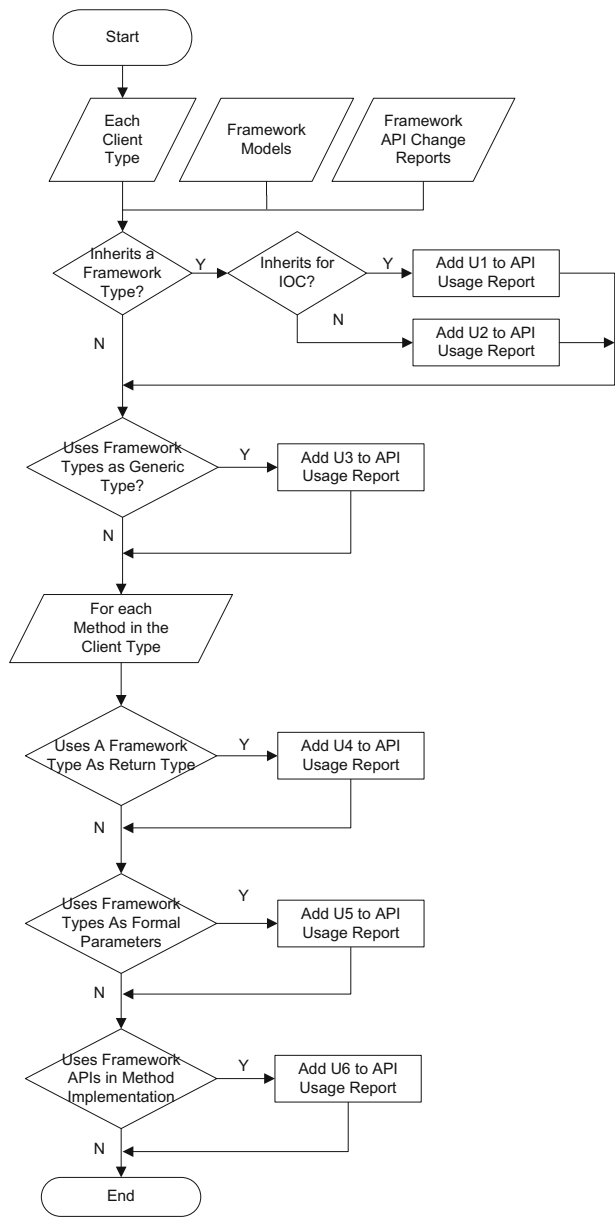 Start
Each
Client
Type
Framework
Models
Framework
API Change
Reports
Inherits a
Framework
Type?
Y
Inherits for
IOC?
Y
Add U1 to API
Usage Report
N
Add U2 to API
Usage Report
N
Uses Framework
Types as Generic
Type?
Y
Add U3 to API
Usage Report
N
For each
Method in the
Client Type
Uses A Framework
Type As Return Type
Y
Add U4 to API
Usage Report
N
Uses Framework
Types As Formal
Parameters
Y
Add U5 to API
Usage Report
N
Uses Framework
APIs in Method
Implementation
Y
Add U6 to API
Usage Report
N
End